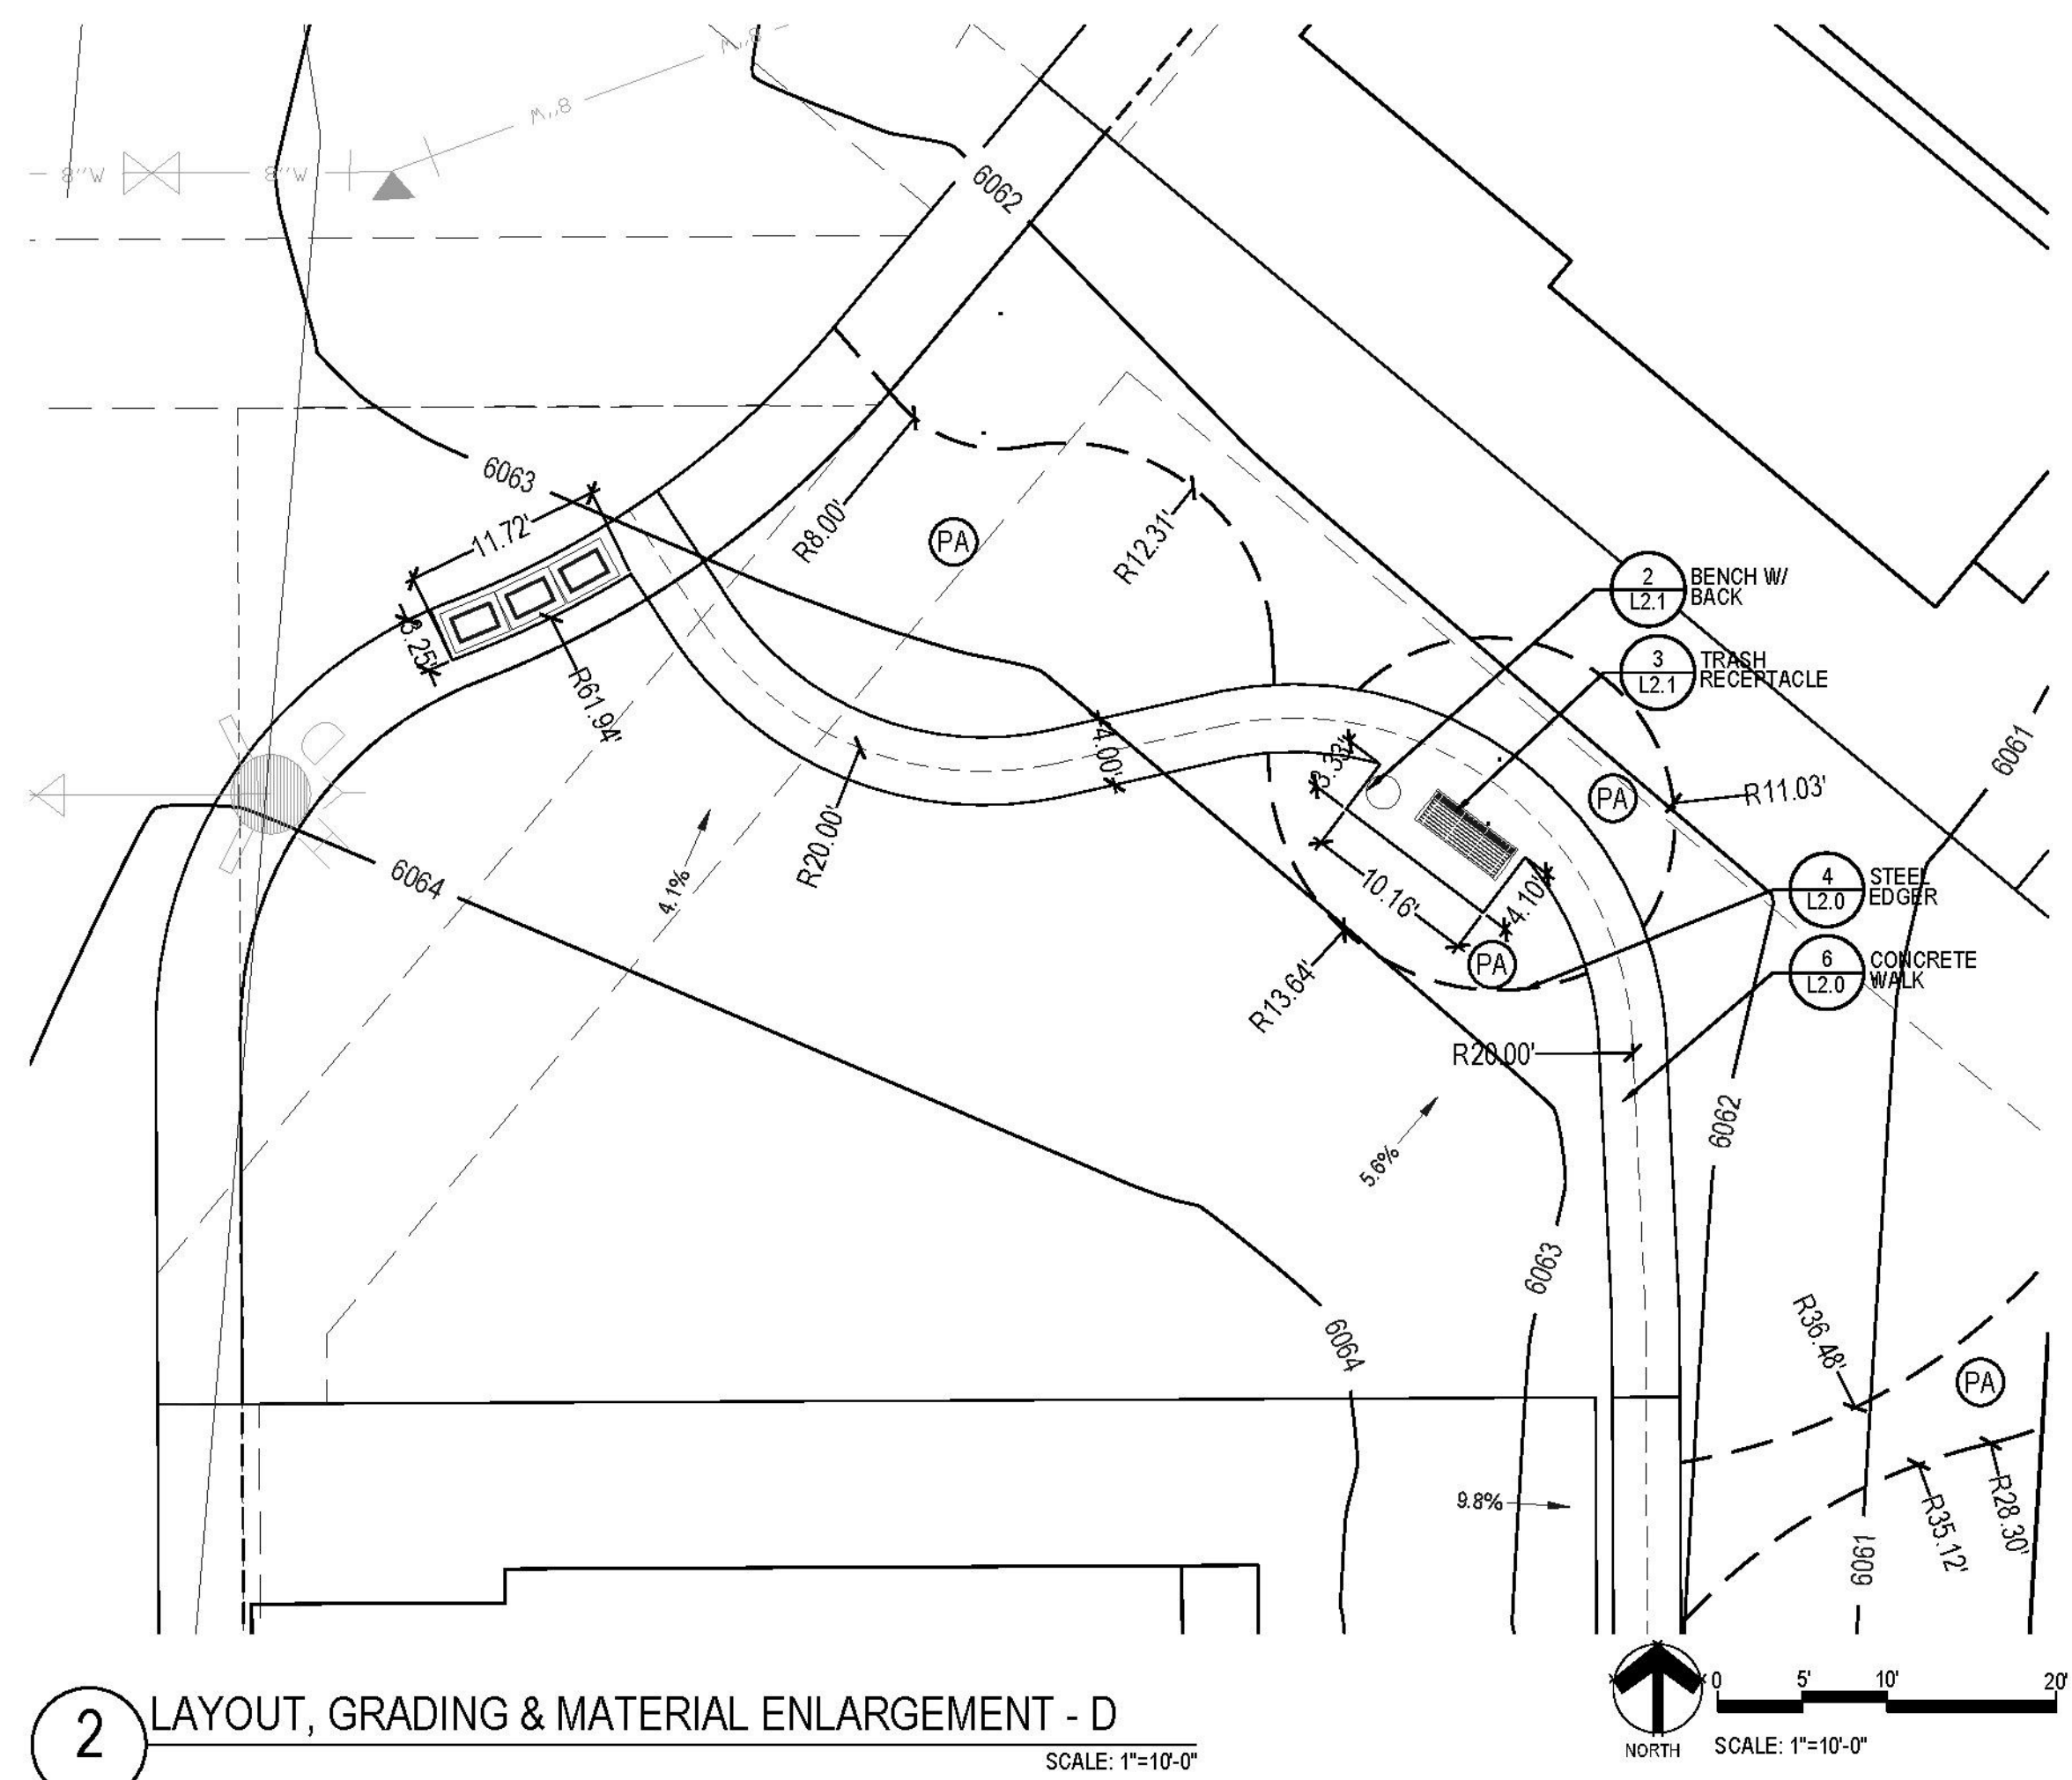 8"W
8"W
8"W
8"W
6062
6063
11.72'
3.25'
R61.94'
R8.00'
PA
R12.31'
2
L2.1
BENCH W/
BACK
3
L2.1
TRASH
RECEPTACLE
6061
D
4.00'
3.33'
PA
R11.03'
R20.00'
4.1%
6064
10.16'
4.10'
PA
4
L2.0
STEEL
EDGER
6
L2.0
CONCRETE
WALK
R13.64'
R20.00'
5.6%
6062
6063
6064
R36.48'
PA
9.8%
R35.12'
R28.30'
6061
2
LAYOUT, GRADING & MATERIAL ENLARGEMENT - D
SCALE: 1"=10'-0"
NORTH
0 5' 10' 20'
SCALE: 1"=10'-0"